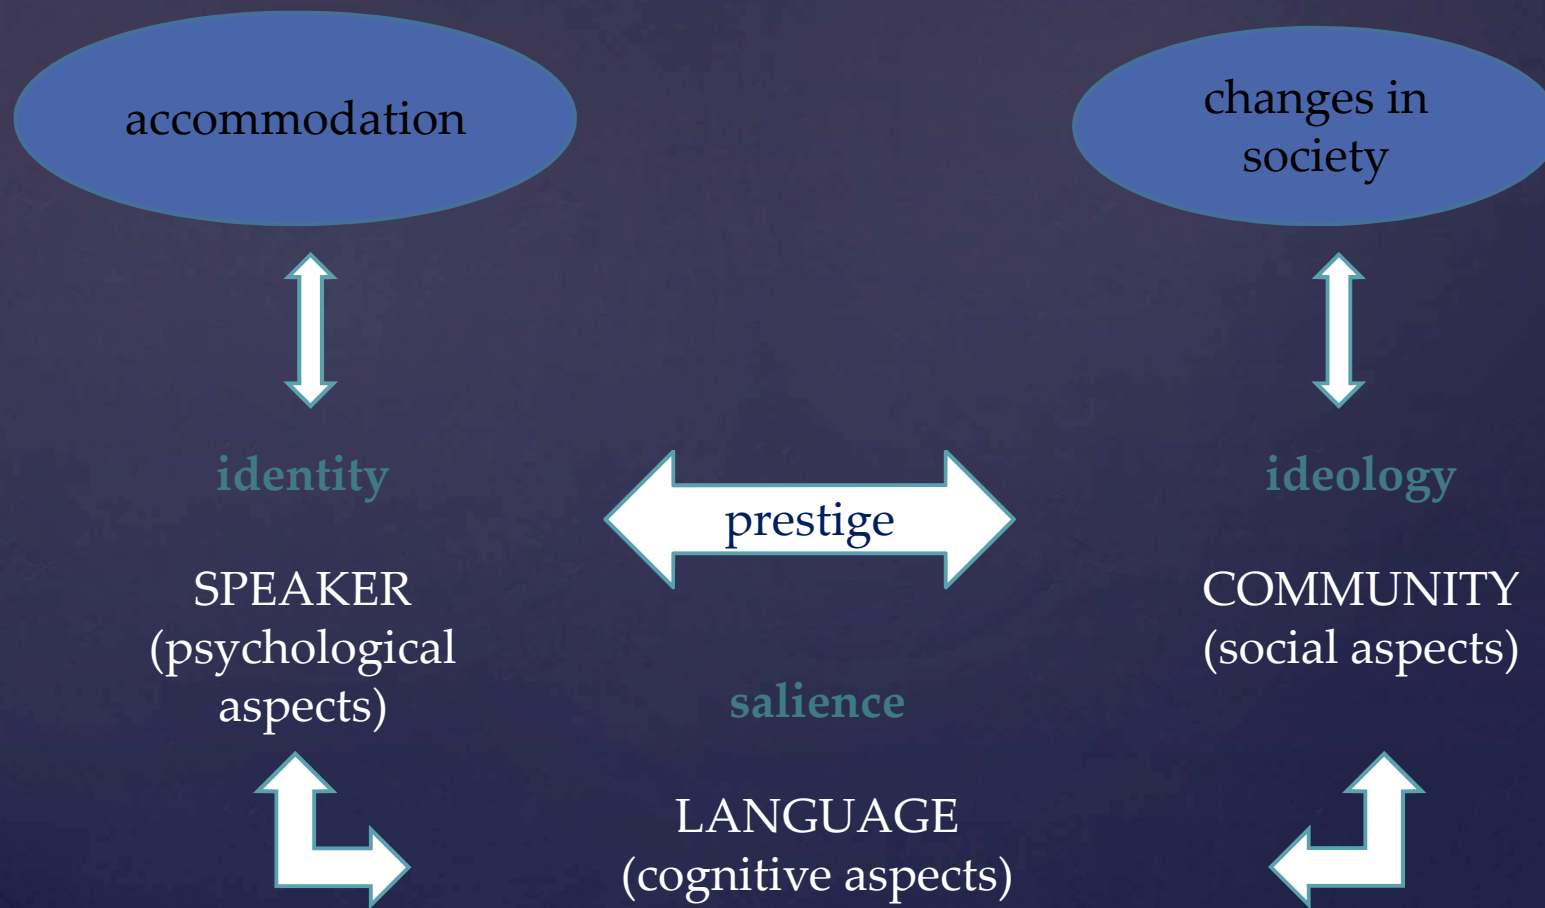 accommodation
changes in
society
identity
prestige
ideology
SPEAKER
(psychological
aspects)
COMMUNITY
(social aspects)
salience
LANGUAGE
(cognitive aspects)